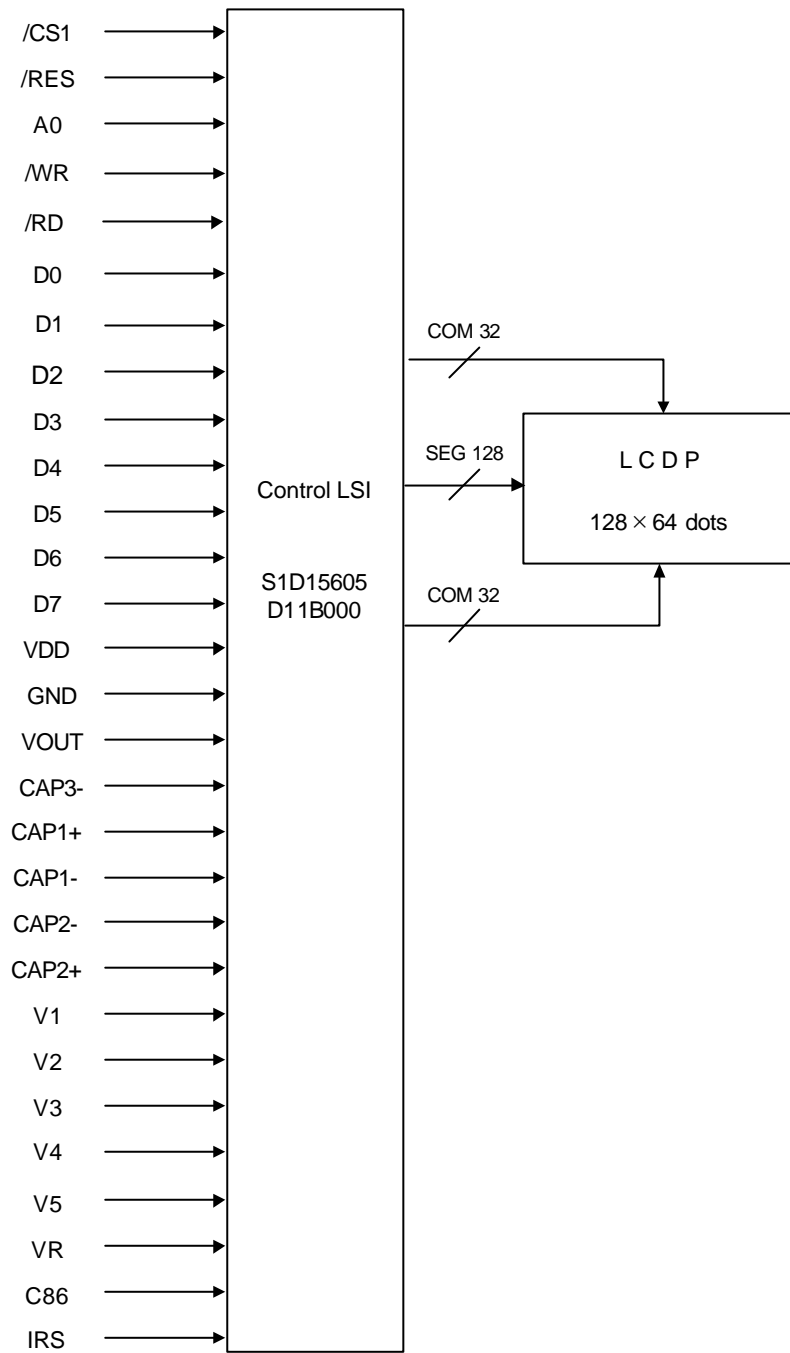 /CS1
/RES
A0
/WR
/RD
D0
D1
D2
D3
D4
D5
D6
D7
VDD
GND
VOUT
CAP3-
CAP1+
CAP1-
CAP2-
CAP2+
V1
V2
V3
V4
V5
VR
C86
IRS
Control LSI
S1D15605
D11B000
COM 32
SEG 128
COM 32
L C D P
128 × 64 dots